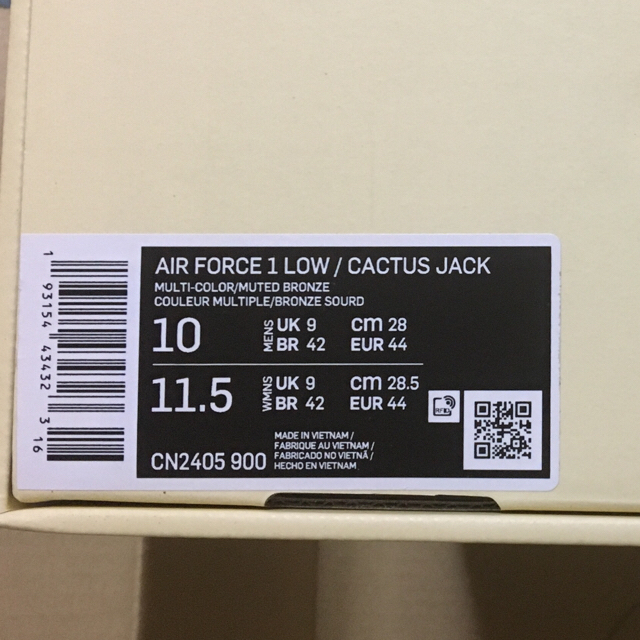 AIR FORCE 1 LOW / CACTUS JACK
MULTI-COLOR/MUTED BRONZE
COULEUR MULTIPLE/BRONZE SOURD
10 MENS UK 9 cm 28
BR 42 EUR 44
11.5 WMNS UK 9 cm 28.5
BR 42 EUR 44
RFID
CN2405 900
MADE IN VIETNAM /
FABRIQUE AU VIETNAM /
FABRICADO NO VIETNÃ /
HECHO EN VIETNAM
1 93154 43432 3 16